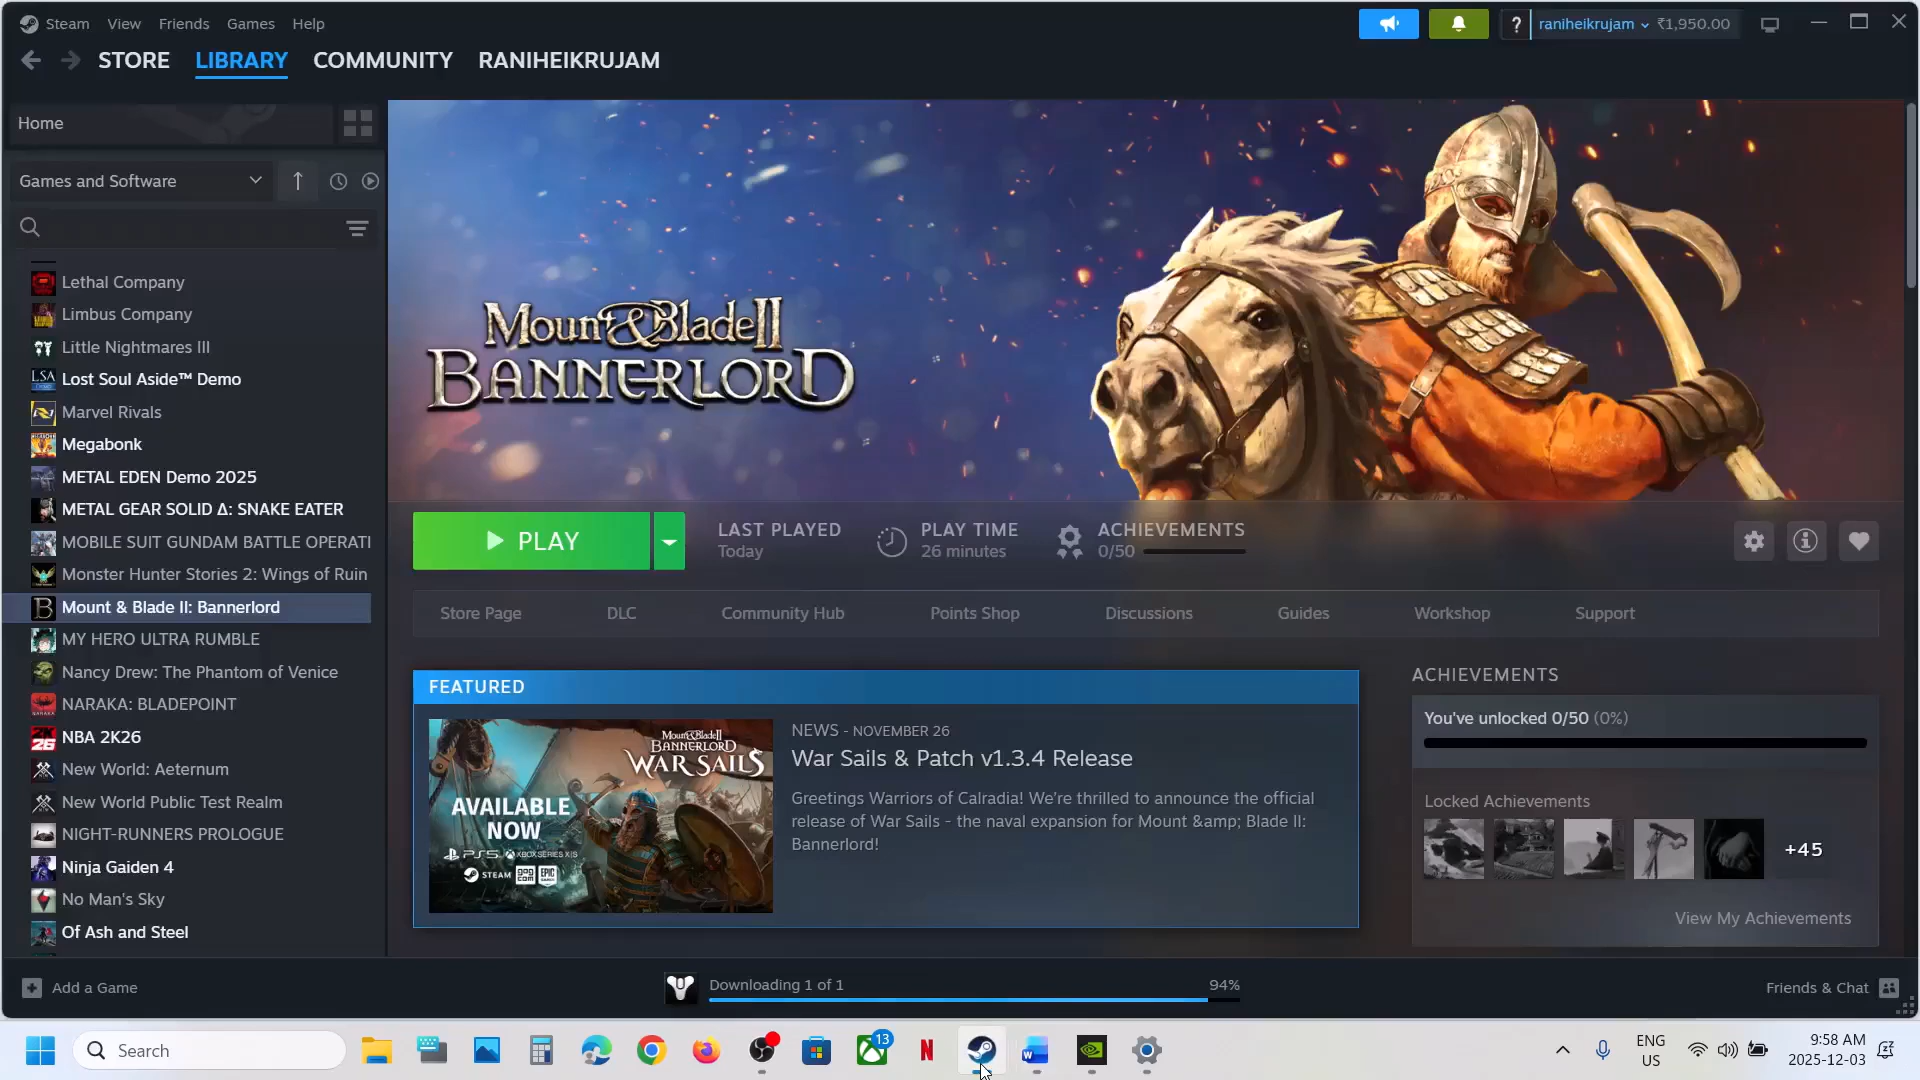 Steam View Friends Games Help
? raniheikrujam ₹1,950.00
STORE LIBRARY COMMUNITY RANIHEIKRUJAM
Home
Games and Software
Lethal Company
Limbus Company
Little Nightmares III
Lost Soul Aside™ Demo
Marvel Rivals
Megabonk
METAL EDEN Demo 2025
METAL GEAR SOLID Δ: SNAKE EATER
MOBILE SUIT GUNDAM BATTLE OPERATI
Monster Hunter Stories 2: Wings of Ruin
Mount & Blade II: Bannerlord
MY HERO ULTRA RUMBLE
Nancy Drew: The Phantom of Venice
NARAKA: BLADEPOINT
NBA 2K26
New World: Aeternum
New World Public Test Realm
NIGHT-RUNNERS PROLOGUE
Ninja Gaiden 4
No Man's Sky
Of Ash and Steel
Mount & Blade II
BANNERLORD
PLAY
LAST PLAYED
Today
PLAY TIME
26 minutes
ACHIEVEMENTS
0/50
Store Page DLC Community Hub Points Shop Discussions Guides Workshop Support
FEATURED
Mount & Blade II
BANNERLORD
WAR SAILS
AVAILABLE
NOW
PS5 XBOX SERIES X|S
STEAM gog com EPIC GAMES
NEWS - NOVEMBER 26
War Sails & Patch v1.3.4 Release
Greetings Warriors of Calradia! We're thrilled to announce the official
release of War Sails - the naval expansion for Mount &amp; Blade II:
Bannerlord!
ACHIEVEMENTS
You've unlocked 0/50 (0%)
Locked Achievements
+45
View My Achievements
Add a Game
Downloading 1 of 1 94%
Friends & Chat
Search
13
ENG
US
9:58 AM
2025-12-03